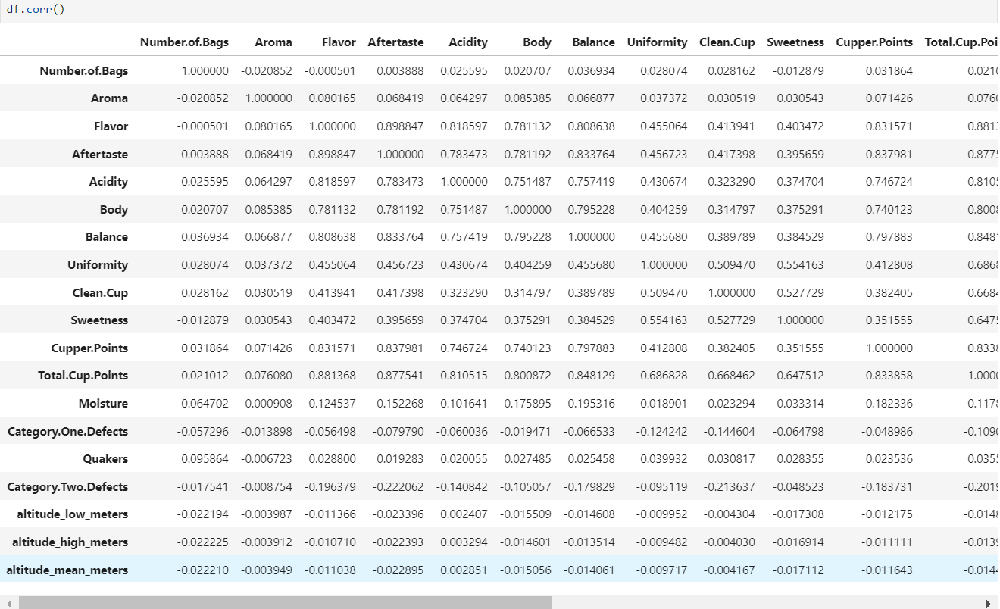 df.corr()
Number.of.Bags Aroma Flavor Aftertaste Acidity Body Balance Uniformity Clean.Cup Sweetness Cupper.Points Total.Cup.Poi
Number.of.Bags 1.000000 -0.020852 -0.000501 0.003888 0.025595 0.020707 0.036934 0.028074 0.028162 -0.012879 0.031864 0.021
Aroma -0.020852 1.000000 0.080165 0.068419 0.064297 0.085385 0.066877 0.037372 0.030519 0.030543 0.071426 0.076
Flavor -0.000501 0.080165 1.000000 0.898847 0.818597 0.781132 0.808638 0.455064 0.413941 0.403472 0.831571 0.881
Aftertaste 0.003888 0.068419 0.898847 1.000000 0.783473 0.781192 0.833764 0.456723 0.417398 0.395659 0.837981 0.877
Acidity 0.025595 0.064297 0.818597 0.783473 1.000000 0.751487 0.757419 0.430674 0.323290 0.374704 0.746724 0.810
Body 0.020707 0.085385 0.781132 0.781192 0.751487 1.000000 0.795228 0.404259 0.314797 0.375291 0.740123 0.800
Balance 0.036934 0.066877 0.808638 0.833764 0.757419 0.795228 1.000000 0.455680 0.389789 0.384529 0.797883 0.848
Uniformity 0.028074 0.037372 0.455064 0.456723 0.430674 0.404259 0.455680 1.000000 0.509470 0.554163 0.412808 0.686
Clean.Cup 0.028162 0.030519 0.413941 0.417398 0.323290 0.314797 0.389789 0.509470 1.000000 0.527729 0.382405 0.668
Sweetness -0.012879 0.030543 0.403472 0.395659 0.374704 0.375291 0.384529 0.554163 0.527729 1.000000 0.351555 0.647
Cupper.Points 0.031864 0.071426 0.831571 0.837981 0.746724 0.740123 0.797883 0.412808 0.382405 0.351555 1.000000 0.833
Total.Cup.Points 0.021012 0.076080 0.881368 0.877541 0.810515 0.800872 0.848129 0.686828 0.668462 0.647512 0.833858 1.000
Moisture -0.064702 0.000908 -0.124537 -0.152268 -0.101641 -0.175895 -0.195316 -0.018901 -0.023294 0.033314 -0.182336 -0.117
Category.One.Defects -0.057296 -0.013898 -0.056498 -0.079790 -0.060036 -0.019471 -0.066533 -0.124242 -0.144604 -0.064798 -0.048986 -0.109
Quakers 0.095864 -0.006723 0.028800 0.019283 0.020055 0.027485 0.025458 0.039932 0.030817 0.028355 0.023536 0.035
Category.Two.Defects -0.017541 -0.008754 -0.196379 -0.222062 -0.140842 -0.105057 -0.179829 -0.095119 -0.213637 -0.048523 -0.183731 -0.201
altitude_low_meters -0.022194 -0.003987 -0.011366 -0.023396 0.002407 -0.015509 -0.014608 -0.009952 -0.004304 -0.017308 -0.012175 -0.014
altitude_high_meters -0.022225 -0.003912 -0.010710 -0.022393 0.003294 -0.014601 -0.013514 -0.009482 -0.004030 -0.016914 -0.011111 -0.013
altitude_mean_meters -0.022210 -0.003949 -0.011038 -0.022895 0.002851 -0.015056 -0.014061 -0.009717 -0.004167 -0.017112 -0.011643 -0.014